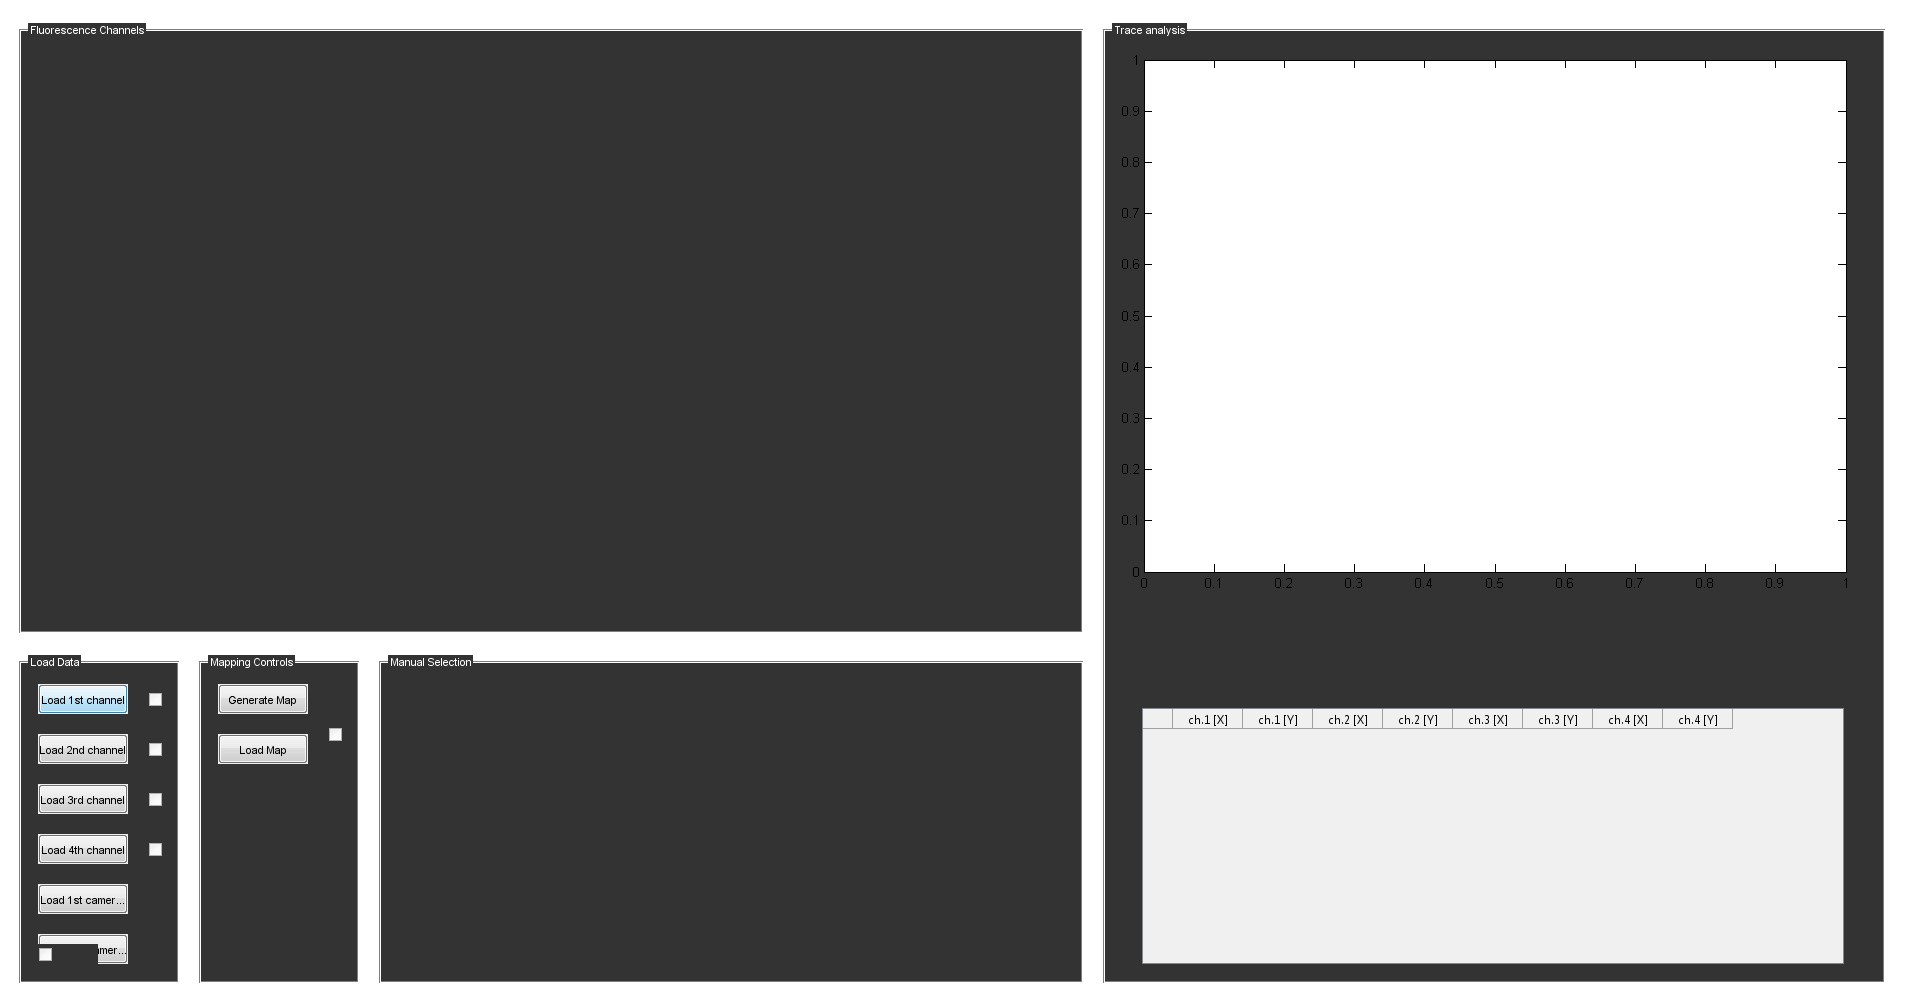 Fluorescence Channels
Trace analysis
1
0.9
0.8
0.7
0.6
0.5
0.4
0.3
0.2
0.1
0
0 0.1 0.2 0.3 0.4 0.5 0.6 0.7 0.8 0.9 1
Load Data
Load 1st channel
Load 2nd channel
Load 3rd channel
Load 4th channel
Load 1st camer...
mer...
Mapping Controls
Generate Map
Load Map
Manual Selection
ch.1 [X] ch.1 [Y] ch.2 [X] ch.2 [Y] ch.3 [X] ch.3 [Y] ch.4 [X] ch.4 [Y]